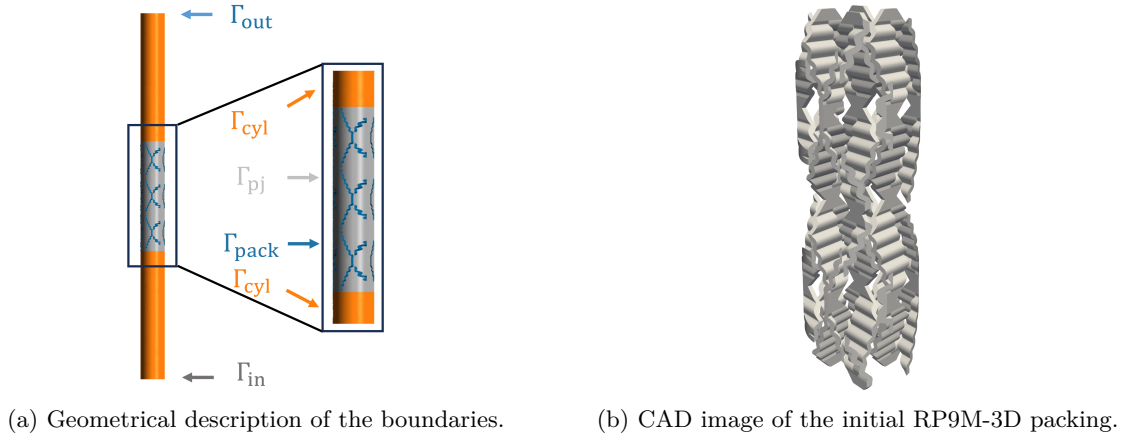 Γout
Γcyl
Γpj
Γpack
Γcyl
Γin
(a) Geometrical description of the boundaries.
(b) CAD image of the initial RP9M-3D packing.